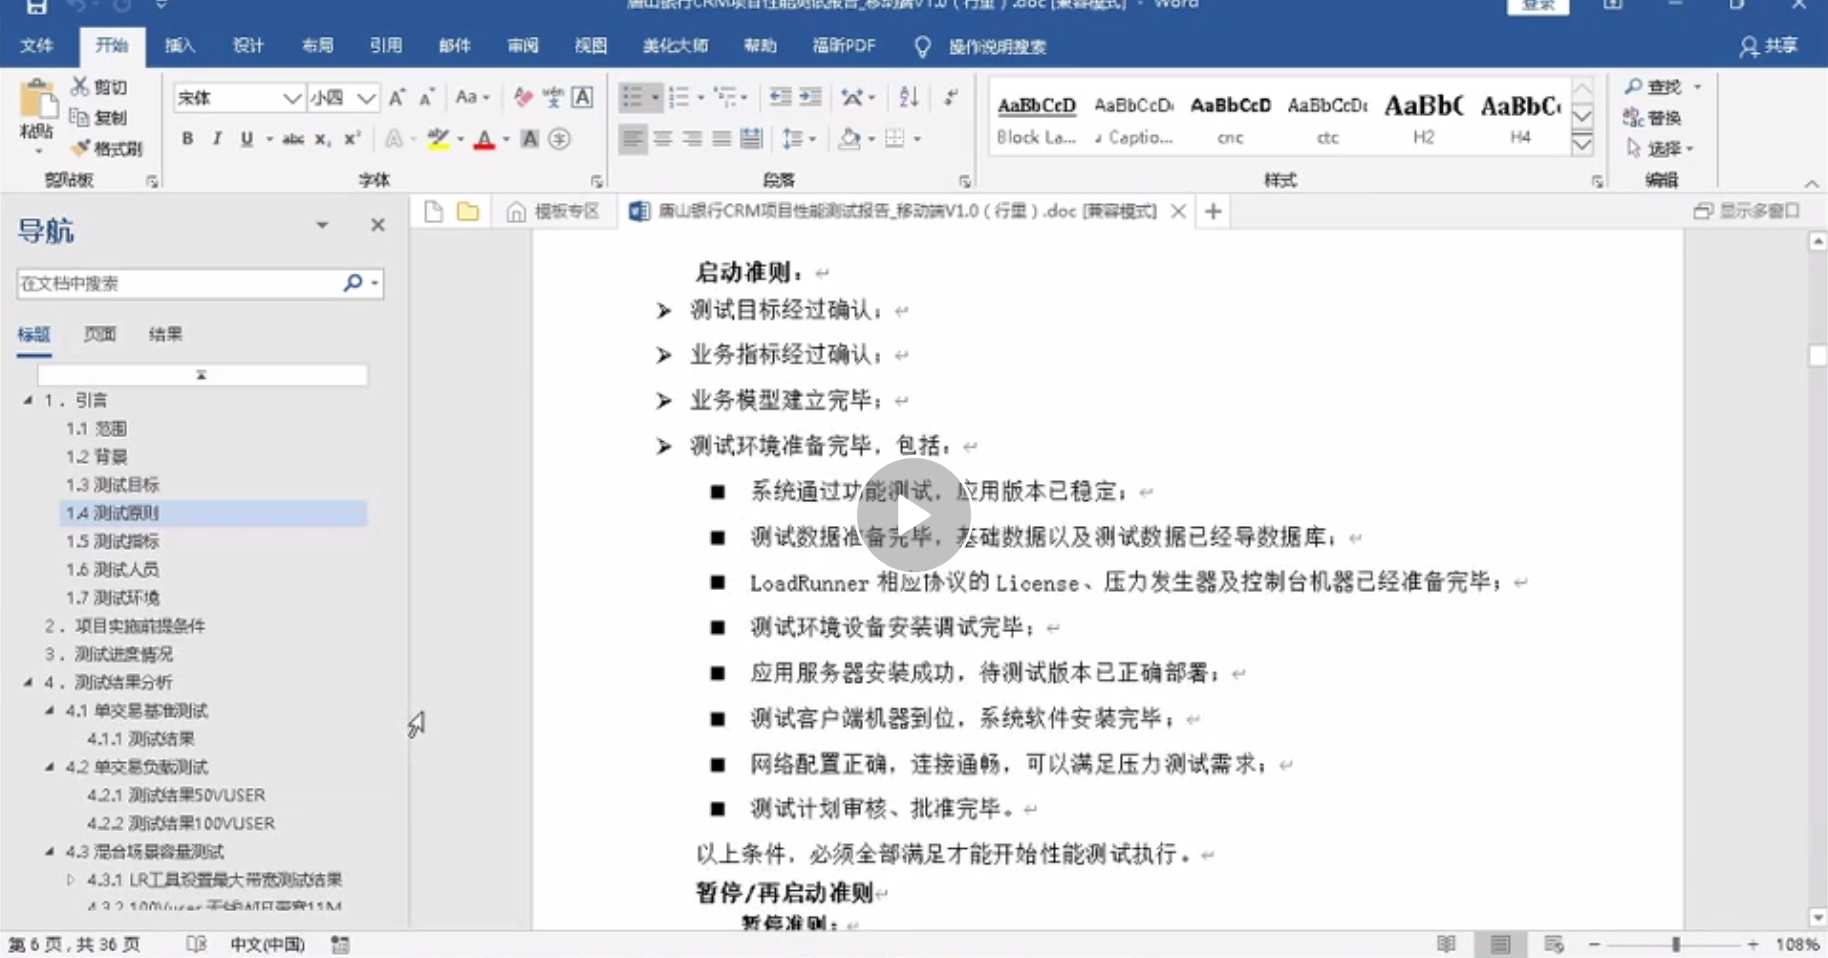 唐山银行CRM项目性能测试报告_移动端V1.0（行里）.doc [兼容模式] - Word 登录
文件 开始 插入 设计 布局 引用 邮件 审阅 视图 美化大师 帮助 福昕PDF 操作说明搜索 共享
粘贴 剪切 复制 格式刷
宋体 小四
AaBbCcD AaBbCcDc AaBbCcD AaBbCcDc AaBbC AaBbC
Block La... Captio... cnc ctc H2 H4
查找
替换
选择
剪贴板 字体 段落 样式 编辑
模板专区 唐山银行CRM项目性能测试报告_移动端V1.0（行里）.doc [兼容模式] 显示多窗口
导航
在文档中搜索
标题 页面 结果
1．引言
1.1 范围
1.2 背景
1.3 测试目标
1.4 测试原则
1.5 测试指标
1.6 测试人员
1.7 测试环境
2．项目实施前提条件
3．测试进度情况
4．测试结果分析
4.1 单交易基准测试
4.1.1 测试结果
4.2 单交易负载测试
4.2.1 测试结果50VUSER
4.2.2 测试结果100VUSER
4.3 混合场景容量测试
4.3.1 LR工具设置最大带宽测试结果
4.3.2 100Vuser 无线WIFI带宽11M
启动准则：
测试目标经过确认；
业务指标经过确认；
业务模型建立完毕；
测试环境准备完毕，包括：
系统通过功能测试，应用版本已稳定；
测试数据准备完毕，基础数据以及测试数据已经导数据库；
LoadRunner 相应协议的 License、压力发生器及控制台机器已经准备完毕；
测试环境设备安装调试完毕；
应用服务器安装成功，待测试版本已正确部署；
测试客户端机器到位，系统软件安装完毕；
网络配置正确，连接通畅，可以满足压力测试需求；
测试计划审核、批准完毕。
以上条件，必须全部满足才能开始性能测试执行。
暂停/再启动准则
暂停准则：
第 6 页，共 36 页 中文(中国) 108%